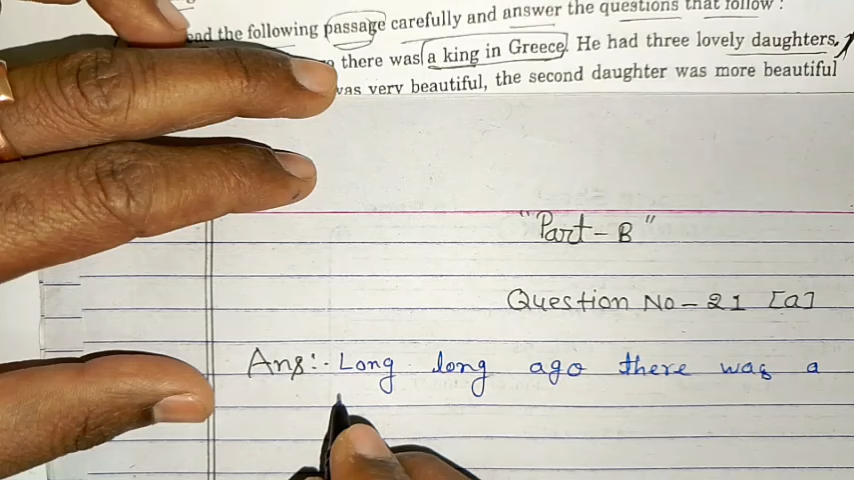 the following passage carefully and answer the questions that follow :
there was a king in Greece. He had three lovely daughters,
was very beautiful, the second daughter was more beautiful
"Part - B"
Question No - 21 [a]
Ans:- Long long ago there was a